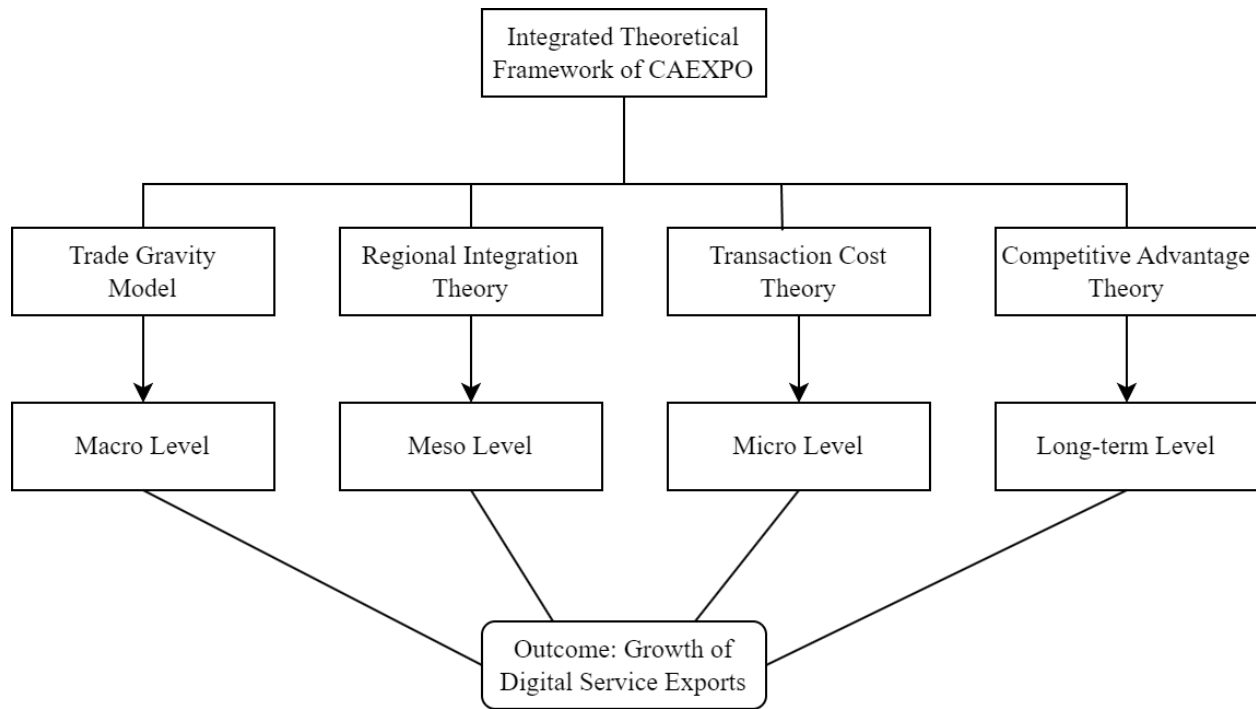 Integrated Theoretical
Framework of CAEXPO
Trade Gravity
Model
Regional Integration
Theory
Transaction Cost
Theory
Competitive Advantage
Theory
Macro Level
Meso Level
Micro Level
Long-term Level
Outcome: Growth of
Digital Service Exports